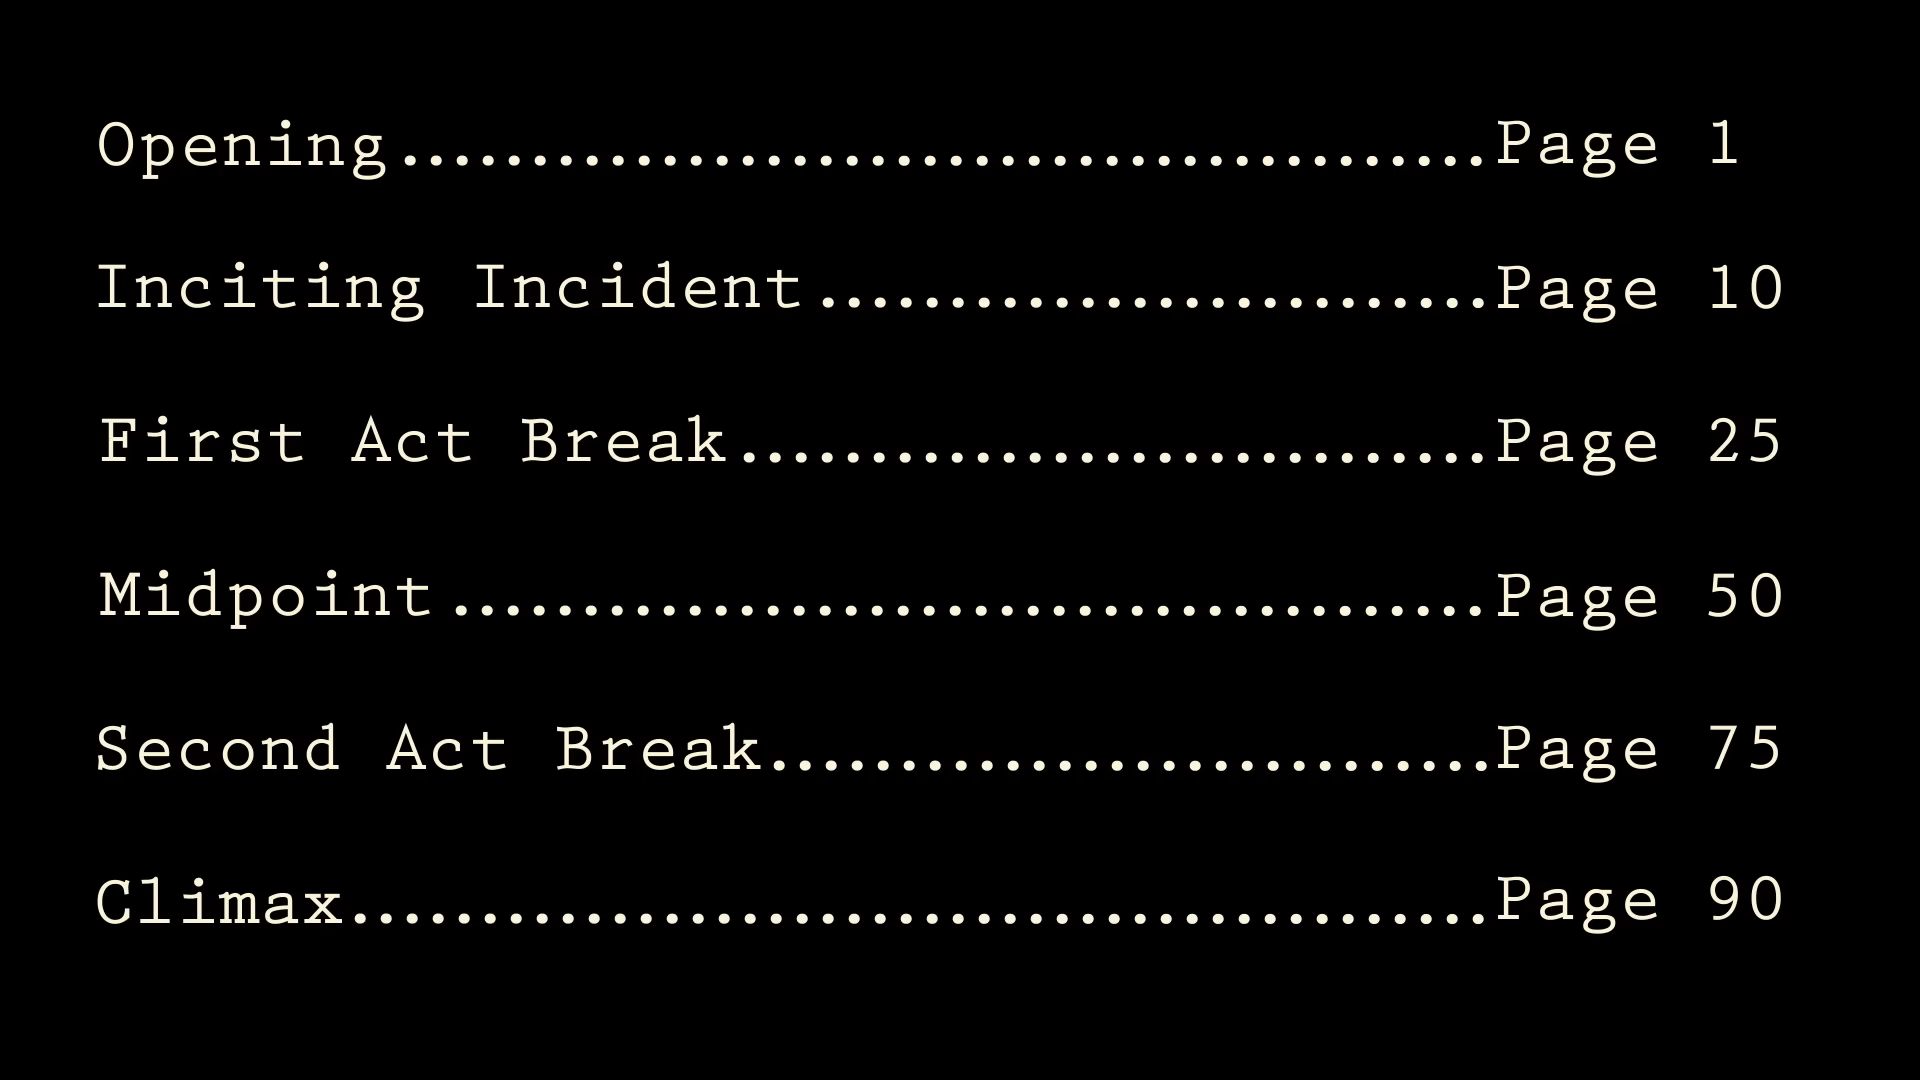 Opening..........................................Page 1
Inciting Incident..........................Page 10
First Act Break.............................Page 25
Midpoint........................................Page 50
Second Act Break............................Page 75
Climax............................................Page 90